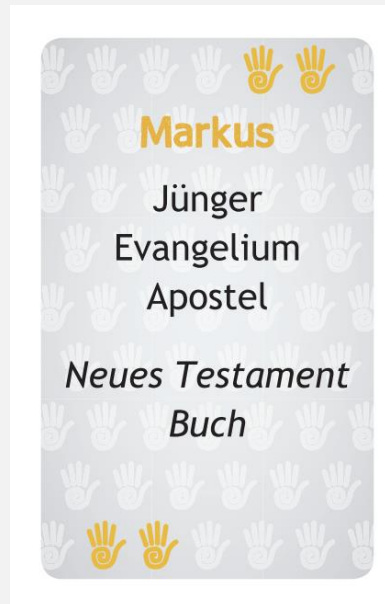 Markus
Jünger
Evangelium
Apostel
Neues Testament
Buch